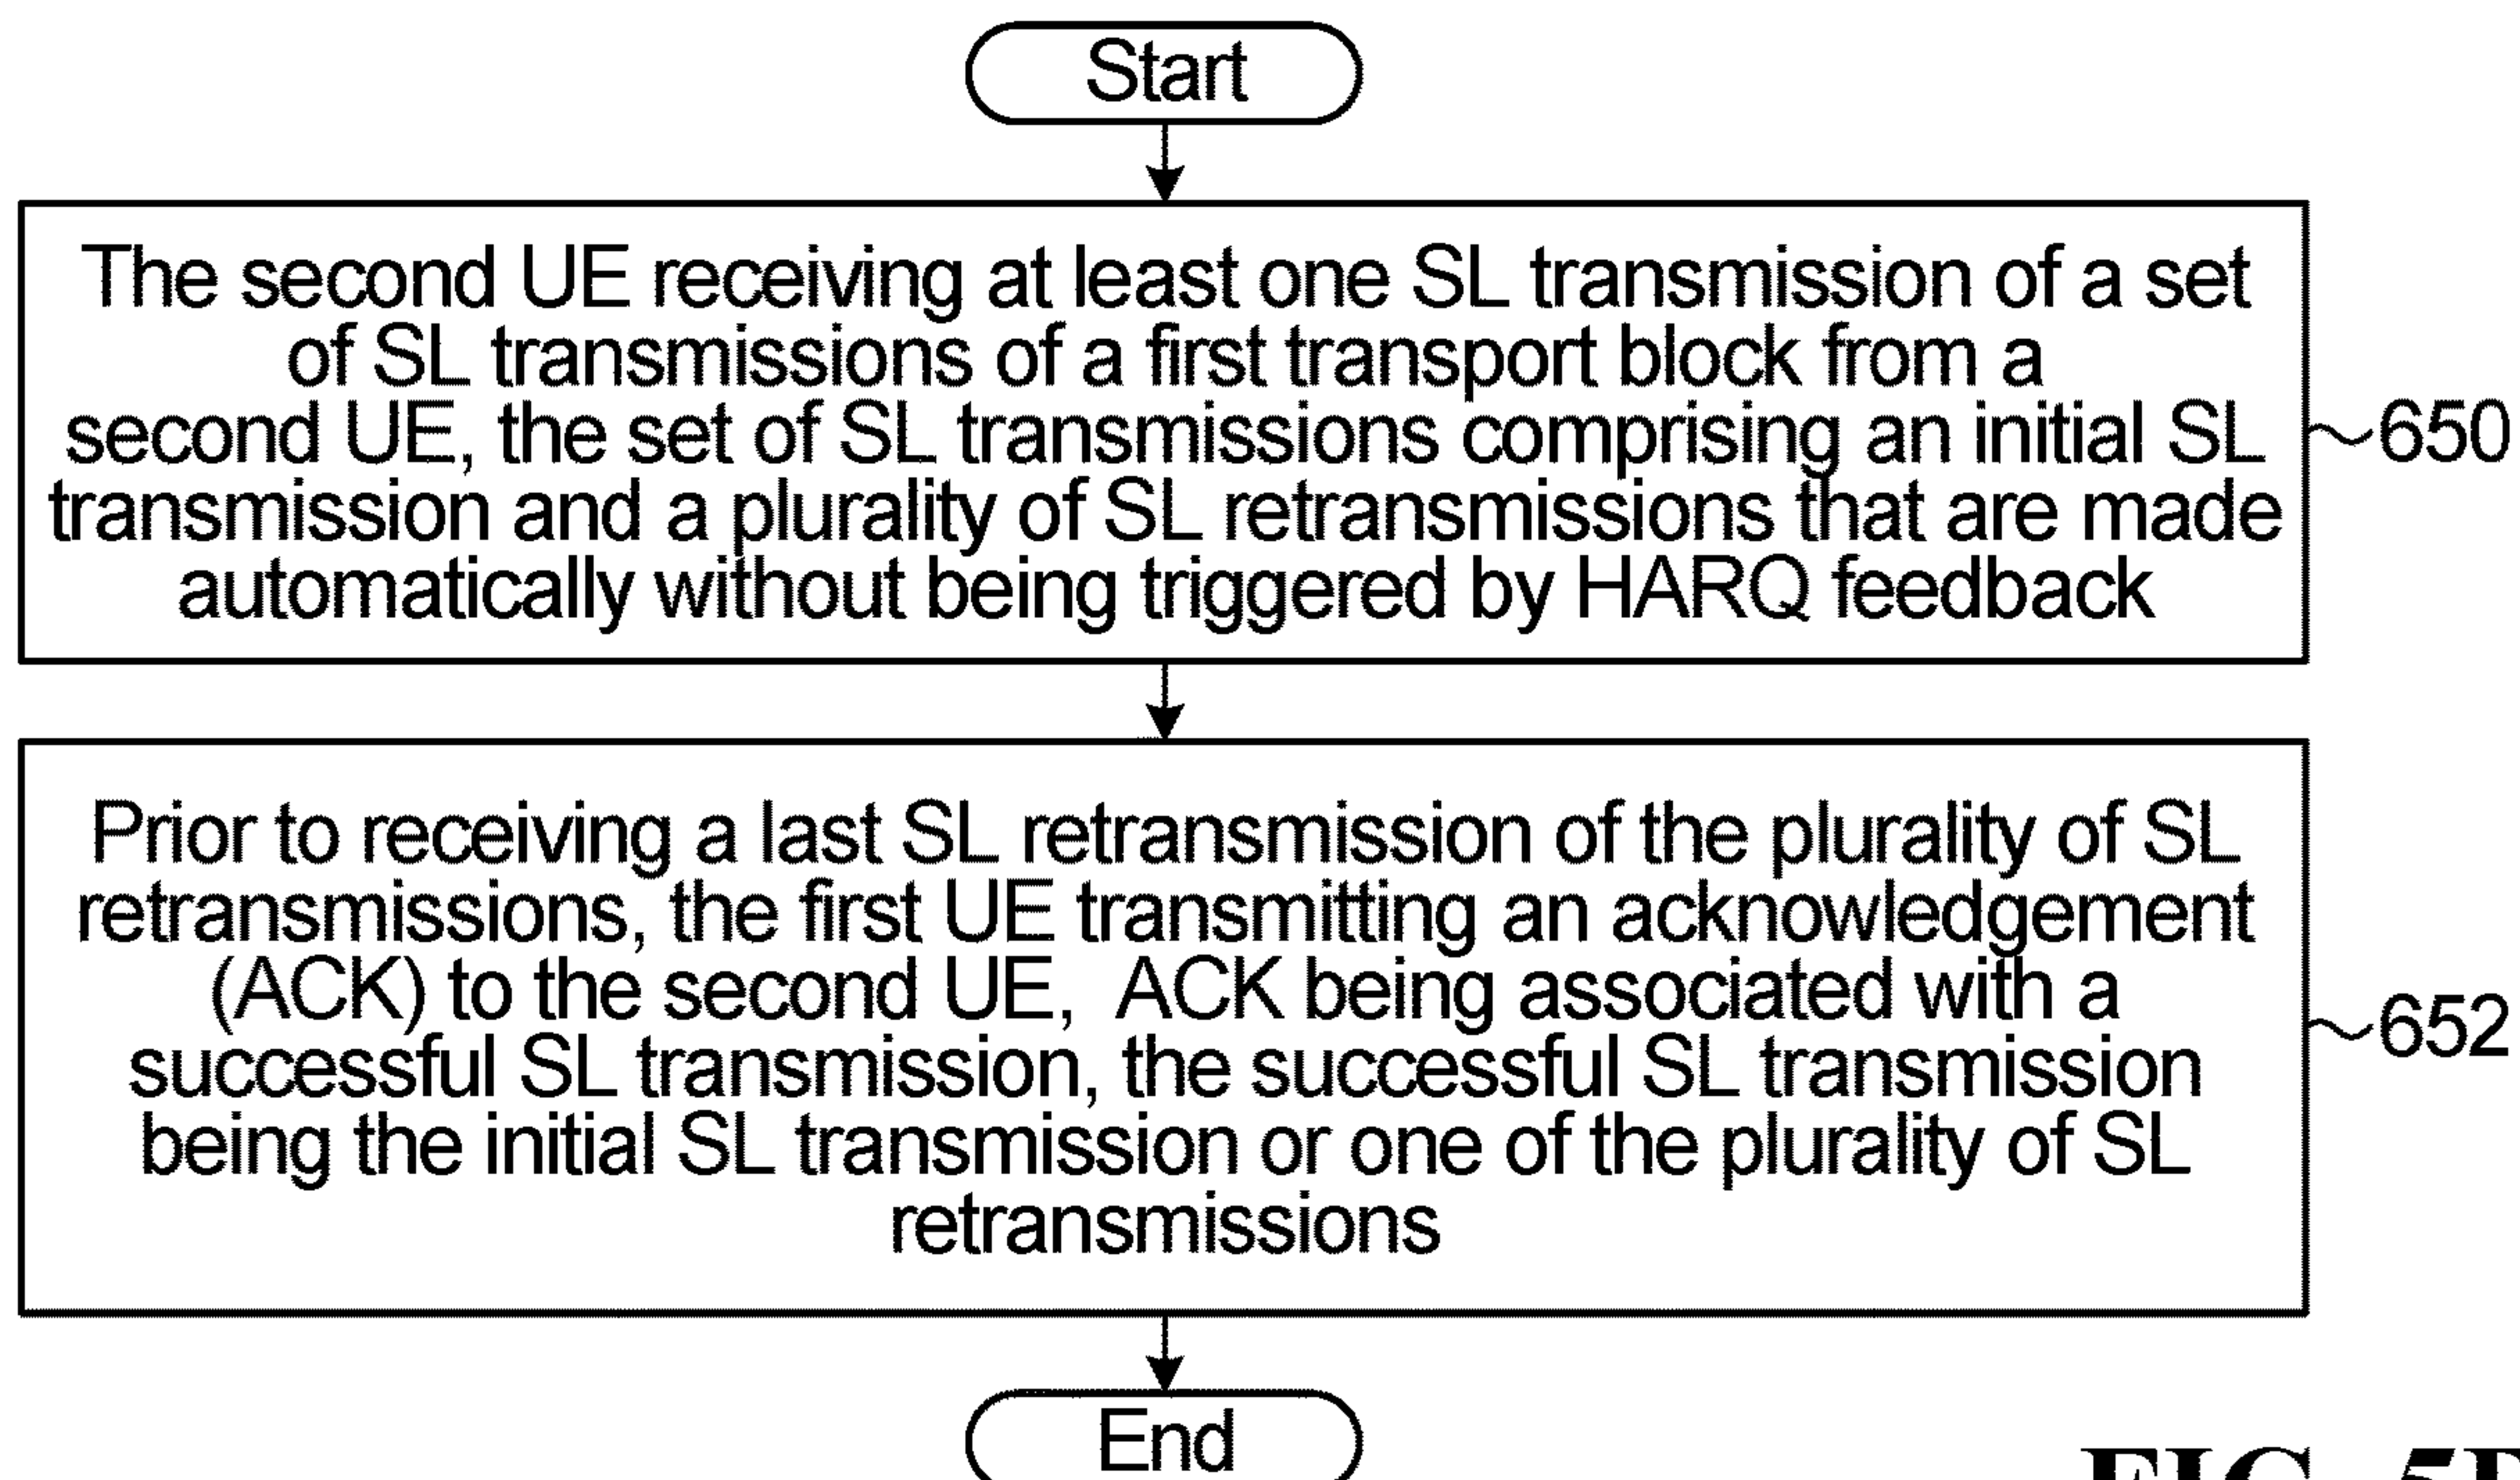 Start
The second UE receiving at least one SL transmission of a set
of SL transmissions of a first transport block from a
second UE, the set of SL transmissions comprising an initial SL
transmission and a plurality of SL retransmissions that are made
automatically without being triggered by HARQ feedback
650
Prior to receiving a last SL retransmission of the plurality of SL
retransmissions, the first UE transmitting an acknowledgement
(ACK) to the second UE, ACK being associated with a
successful SL transmission, the successful SL transmission
being the initial SL transmission or one of the plurality of SL
retransmissions
652
End
FIG.